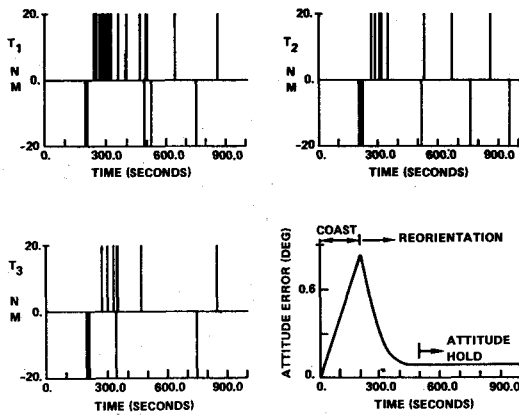 20.
T1
N
M
0.
-20
0. 300.0 600.0 900.0
TIME (SECONDS)
20.
T2
N
M
0.
-20.
0. 300.0 600.0 900.0
TIME (SECONDS)
20.
T3
N
M
0.
-20.
0. 300.0 600.0 900.0
TIME (SECONDS)
COAST
REORIENTATION
ATTITUDE ERROR (DEG)
0.6
0.
ATTITUDE
HOLD
0. 300.0 600.0 900.0
TIME (SECONDS)